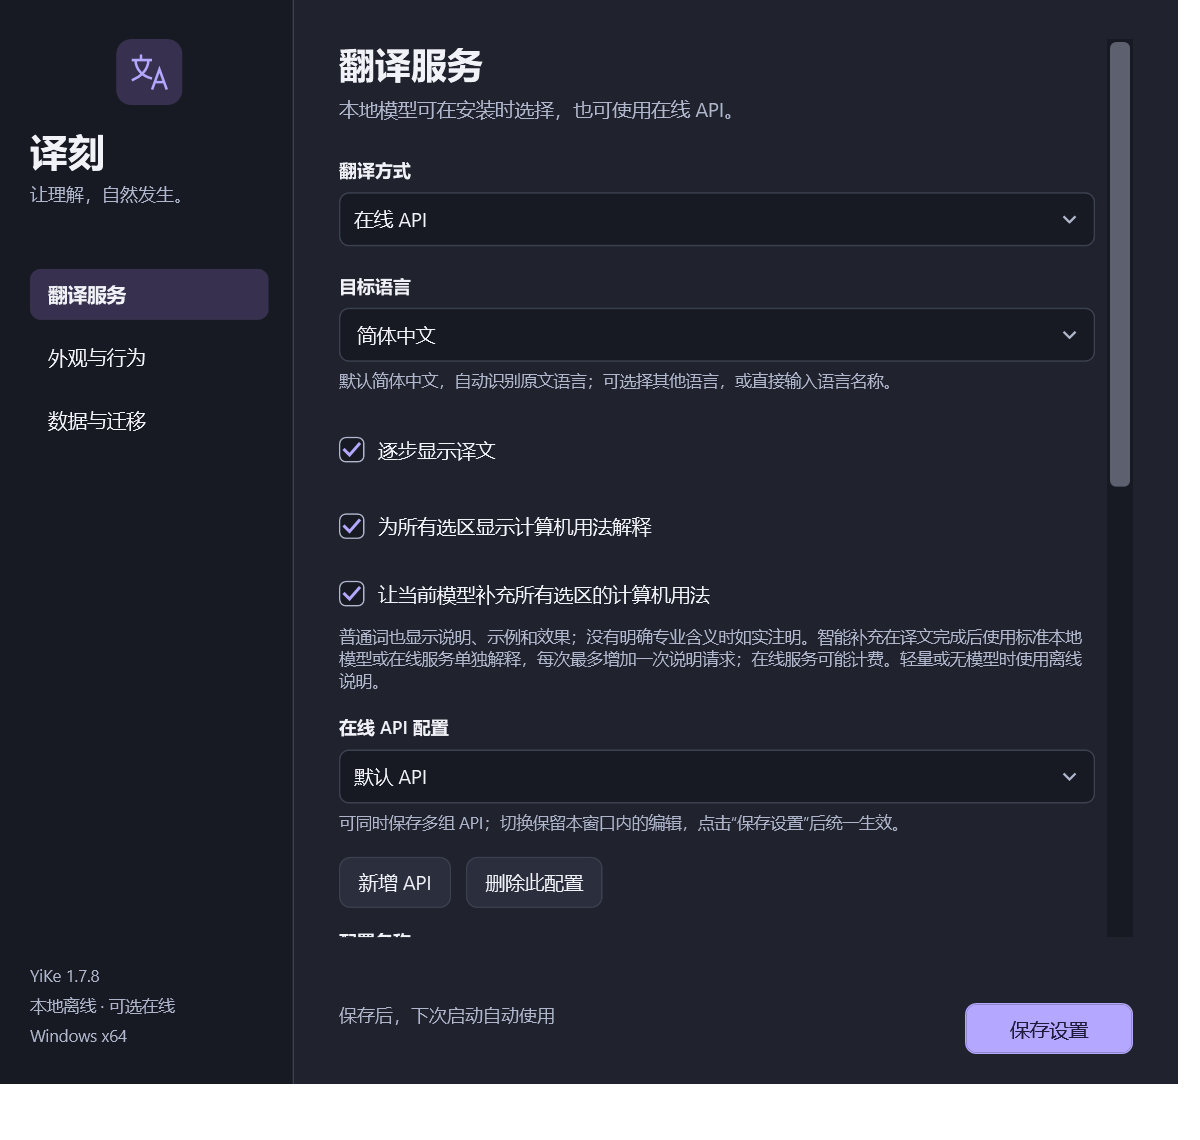 文A
译刻
让理解，自然发生。
翻译服务
外观与行为
数据与迁移
YiKe 1.7.8
本地离线 · 可选在线
Windows x64
翻译服务
本地模型可在安装时选择，也可使用在线 API。
翻译方式
在线 API
目标语言
简体中文
默认简体中文，自动识别原文语言；可选择其他语言，或直接输入语言名称。
逐步显示译文
为所有选区显示计算机用法解释
让当前模型补充所有选区的计算机用法
普通词也显示说明、示例和效果；没有明确专业含义时如实注明。智能补充在译文完成后使用标准本地
模型或在线服务单独解释，每次最多增加一次说明请求；在线服务可能计费。轻量或无模型时使用离线
说明。
在线 API 配置
默认 API
可同时保存多组 API；切换保留本窗口内的编辑，点击“保存设置”后统一生效。
新增 API
删除此配置
配置名称
保存后，下次启动自动使用
保存设置